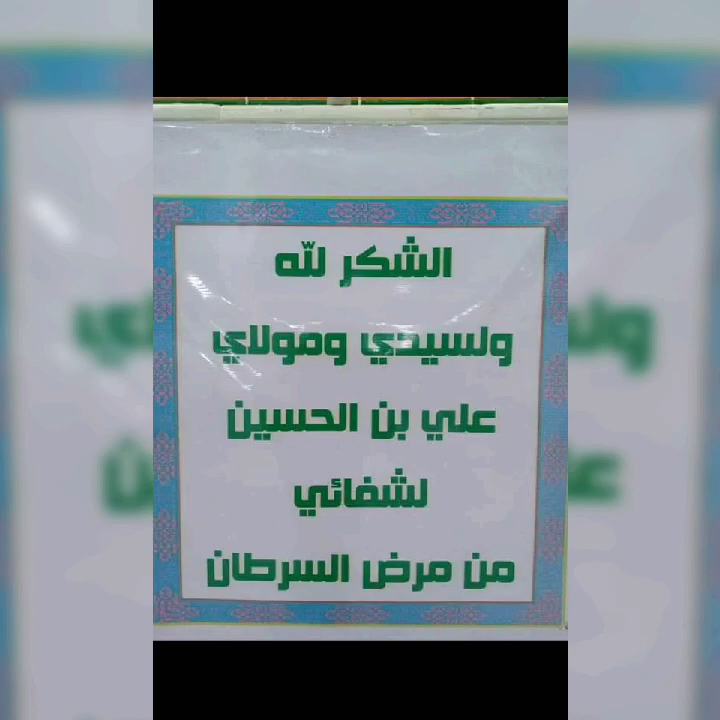 الشكر لله
ولسيدي ومولاي
علي بن الحسين
لشفائي
من مرض السرطان